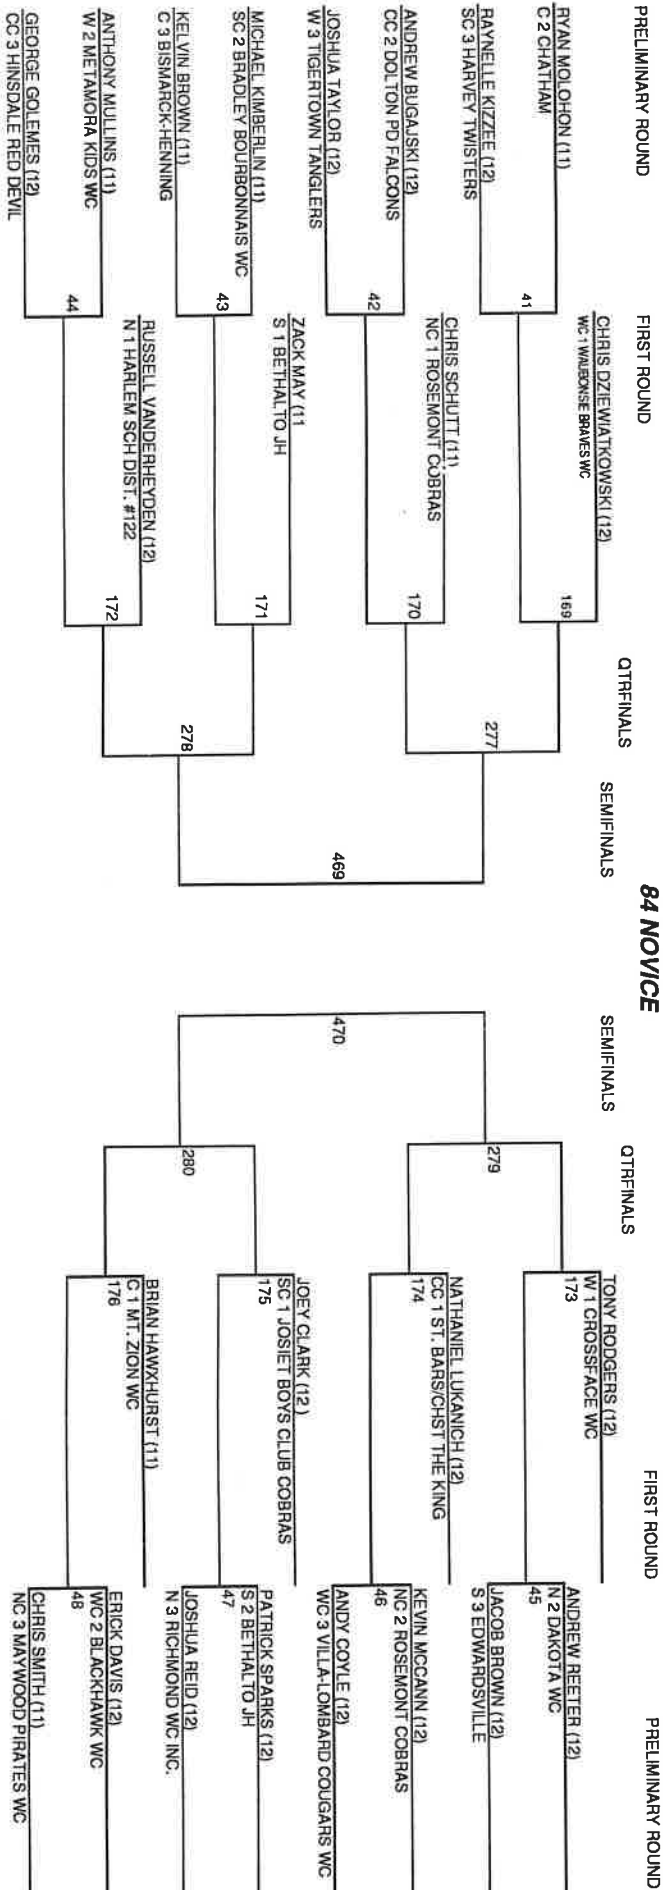 84 NOVICE
PRELIMINARY ROUND
FIRST ROUND
QTRFINALS
SEMIFINALS
SEMIFINALS
QTRFINALS
FIRST ROUND
PRELIMINARY ROUND
RYAN MOLOHON (11)
C 2 CHATHAM
41
RAYNELLE KIZZEE (12)
SC 3 HARVEY TWISTERS
ANDREW BUGAJSKI (12)
CC 2 DOLTON PD FALCONS
42
JOSHUA TAYLOR (12)
W 3 TIGERTOWN TANGLERS
MICHAEL KIMBERLIN (11)
SC 2 BRADLEY BOURBONNAIS WC
43
KELVIN BROWN (11)
C 3 BISMARCK-HENNING
ANTHONY MULLINS (11)
W 2 METAMORA KIDS WC
44
GEORGE GOLEMES (12)
CC 3 HINSDALE RED DEVIL
CHRIS DZIEWIATKOWSKI (12)
WC 1 WAUBONSIE BRAVES WC
169
CHRIS SCHUTT (11)
NC 1 ROSEMONT COBRAS
170
ZACK MAY (11
S 1 BETHALTO JH
171
RUSSELL VANDERHEYDEN (12)
N 1 HARLEM SCH DIST. #122
172
277
278
469
470
279
280
TONY RODGERS (12)
W 1 CROSSFACE WC
173
NATHANIEL LUKANICH (12)
CC 1 ST. BARS/CHST THE KING
174
JOEY CLARK (12)
SC 1 JOSIET BOYS CLUB COBRAS
175
BRIAN HAWXHURST (11)
C 1 MT. ZION WC
176
ANDREW REETER (12)
N 2 DAKOTA WC
45
JACOB BROWN (12)
S 3 EDWARDSVILLE
KEVIN MCCANN (12)
NC 2 ROSEMONT COBRAS
46
ANDY COYLE (12)
WC 3 VILLA-LOMBARD COUGARS WC
PATRICK SPARKS (12)
S 2 BETHALTO JH
47
JOSHUA REID (12)
N 3 RICHMOND WC INC.
ERICK DAVIS (12)
WC 2 BLACKHAWK WC
48
CHRIS SMITH (11)
NC 3 MAYWOOD PIRATES WC